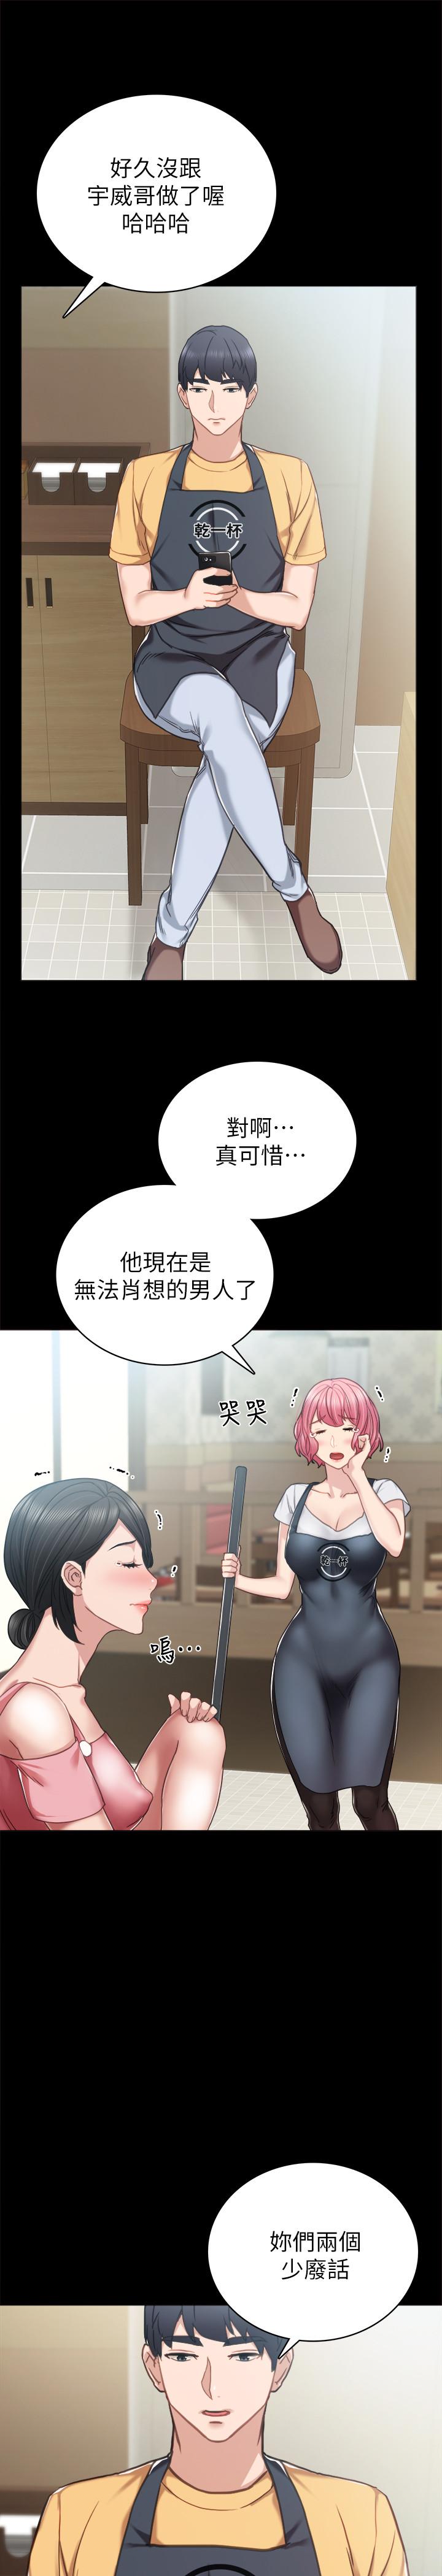 好久沒跟
宇威哥做了喔
哈哈哈
乾一杯
對啊…
真可惜…
他現在是
無法肖想的男人了
哭哭
乾一杯
嗚…
妳們兩個
少廢話